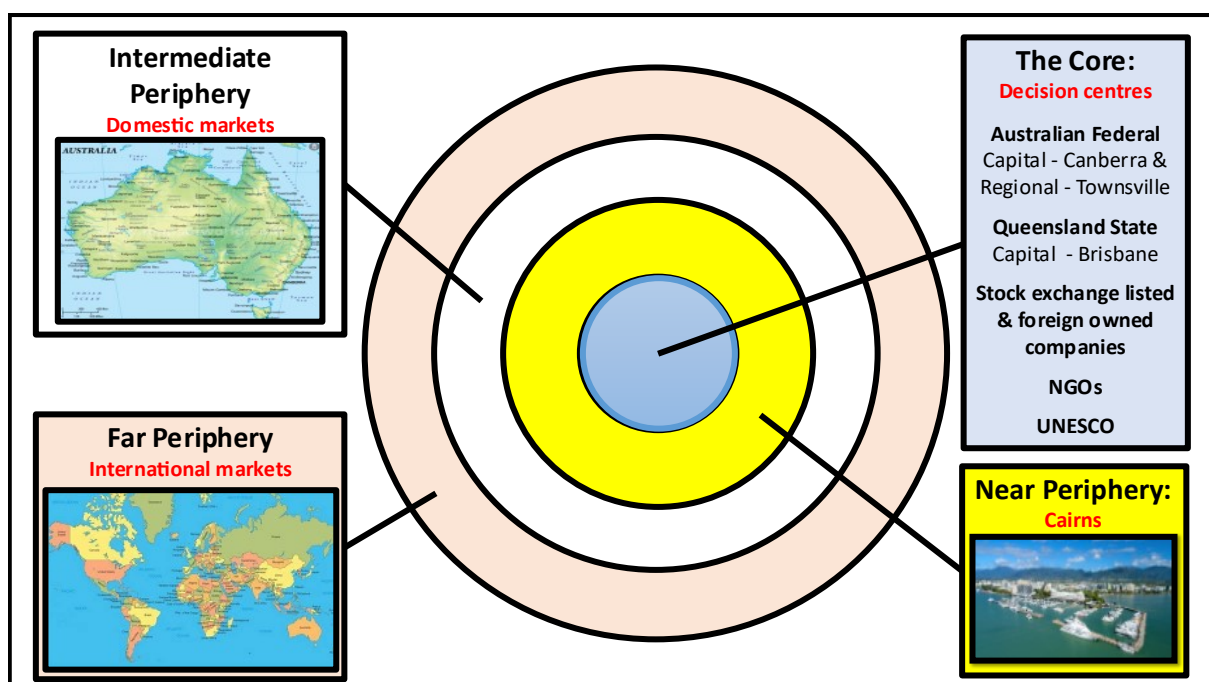 Intermediate
Periphery
Domestic markets
AUSTRALIA
Far Periphery
International markets
The Core:
Decision centres
Australian Federal
Capital - Canberra &
Regional - Townsville
Queensland State
Capital  - Brisbane
Stock exchange listed
& foreign owned
companies
NGOs
UNESCO
Near Periphery:
Cairns